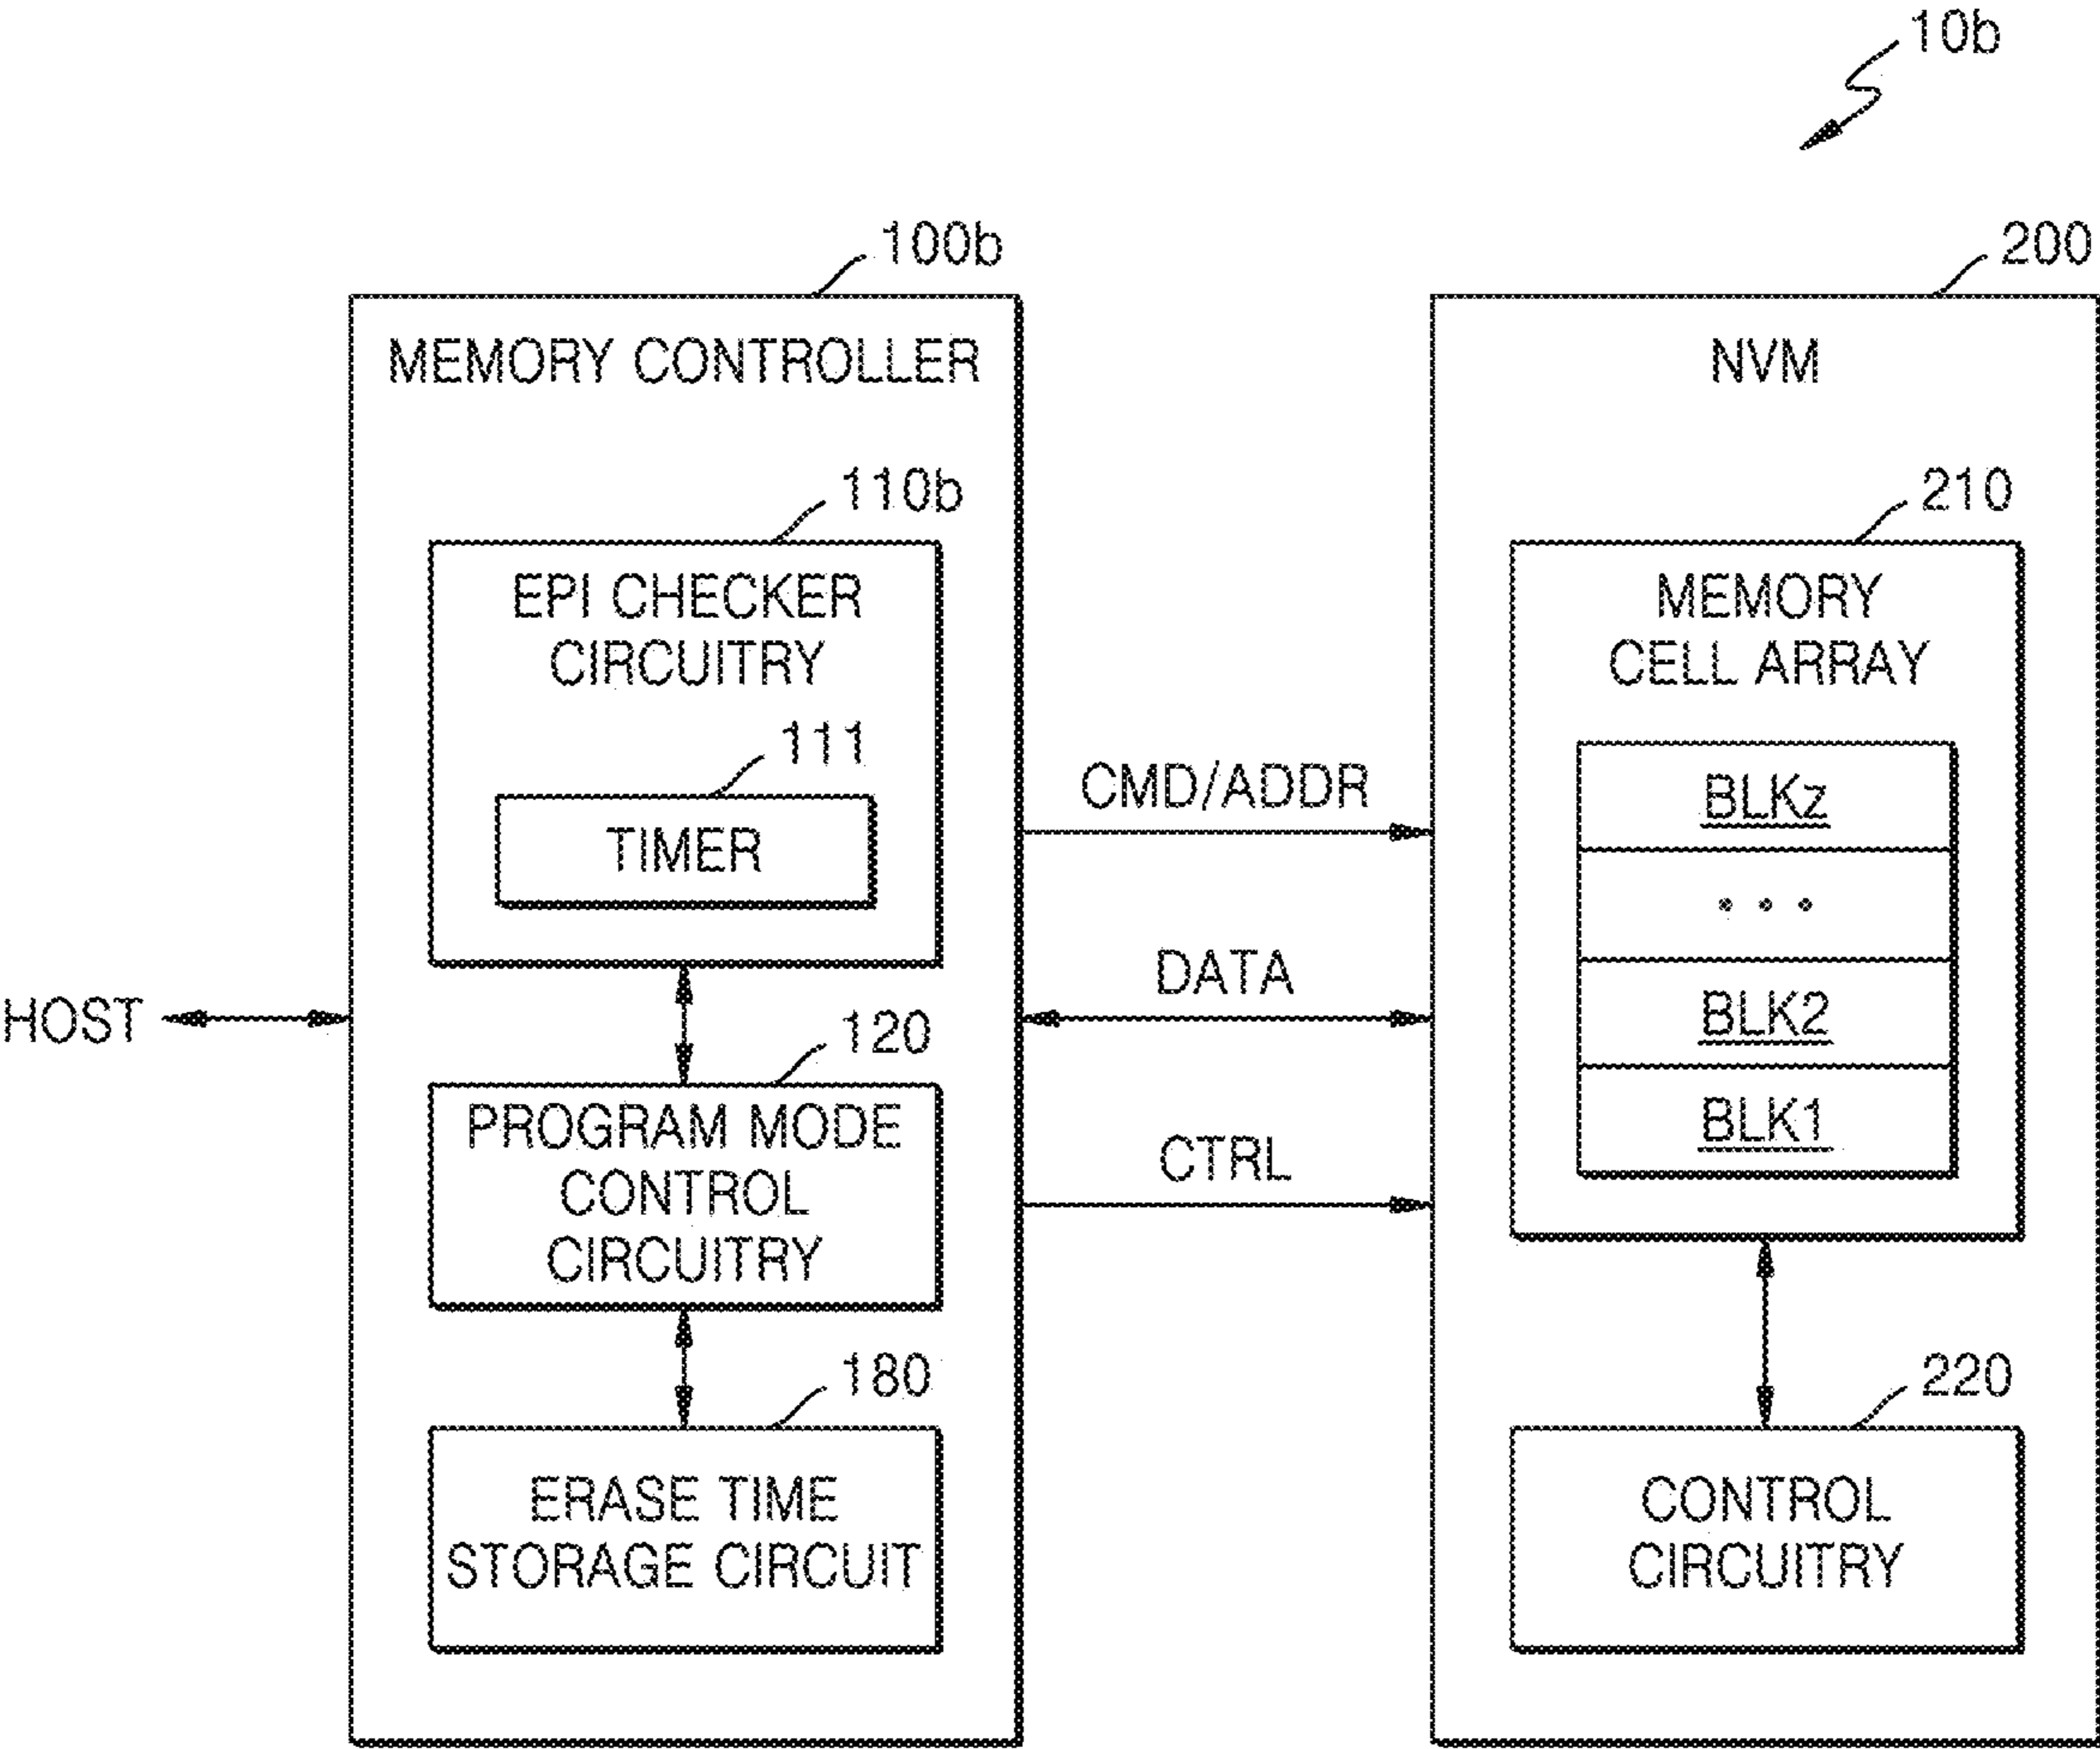 10b
100b
200
MEMORY CONTROLLER
NVM
110b
210
EPI CHECKER
CIRCUITRY
MEMORY
CELL ARRAY
111
TIMER
CMD/ADDR
BLKz
. . .
DATA
HOST
BLK2
120
PROGRAM MODE
CONTROL
CIRCUITRY
CTRL
BLK1
180
220
ERASE TIME
STORAGE CIRCUIT
CONTROL
CIRCUITRY